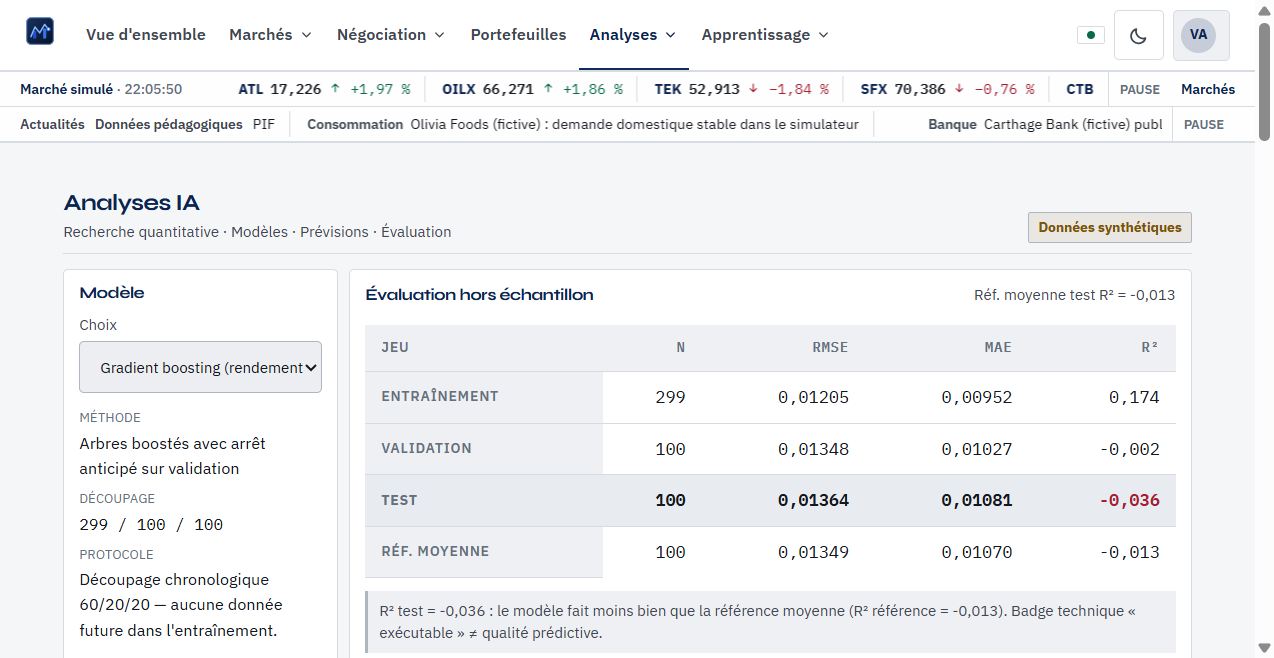 Vue d'ensemble Marchés Négociation Portefeuilles Analyses Apprentissage VA
Marché simulé · 22:05:50 ATL 17,226 ↑ +1,97 % OILX 66,271 ↑ +1,86 % TEK 52,913 ↓ −1,84 % SFX 70,386 ↓ −0,76 % CTB PAUSE Marchés
Actualités Données pédagogiques PIF Consommation Olivia Foods (fictive) : demande domestique stable dans le simulateur Banque Carthage Bank (fictive) publ PAUSE
Analyses IA
Recherche quantitative · Modèles · Prévisions · Évaluation
Données synthétiques
Modèle
Choix
Gradient boosting (rendement
MÉTHODE
Arbres boostés avec arrêt
anticipé sur validation
DÉCOUPAGE
299 / 100 / 100
PROTOCOLE
Découpage chronologique
60/20/20 — aucune donnée
future dans l'entraînement.
Évaluation hors échantillon Réf. moyenne test R² = -0,013
JEU N RMSE MAE R²
ENTRAÎNEMENT 299 0,01205 0,00952 0,174
VALIDATION 100 0,01348 0,01027 -0,002
TEST 100 0,01364 0,01081 -0,036
RÉF. MOYENNE 100 0,01349 0,01070 -0,013
R² test = -0,036 : le modèle fait moins bien que la référence moyenne (R² référence = -0,013). Badge technique «
exécutable » ≠ qualité prédictive.